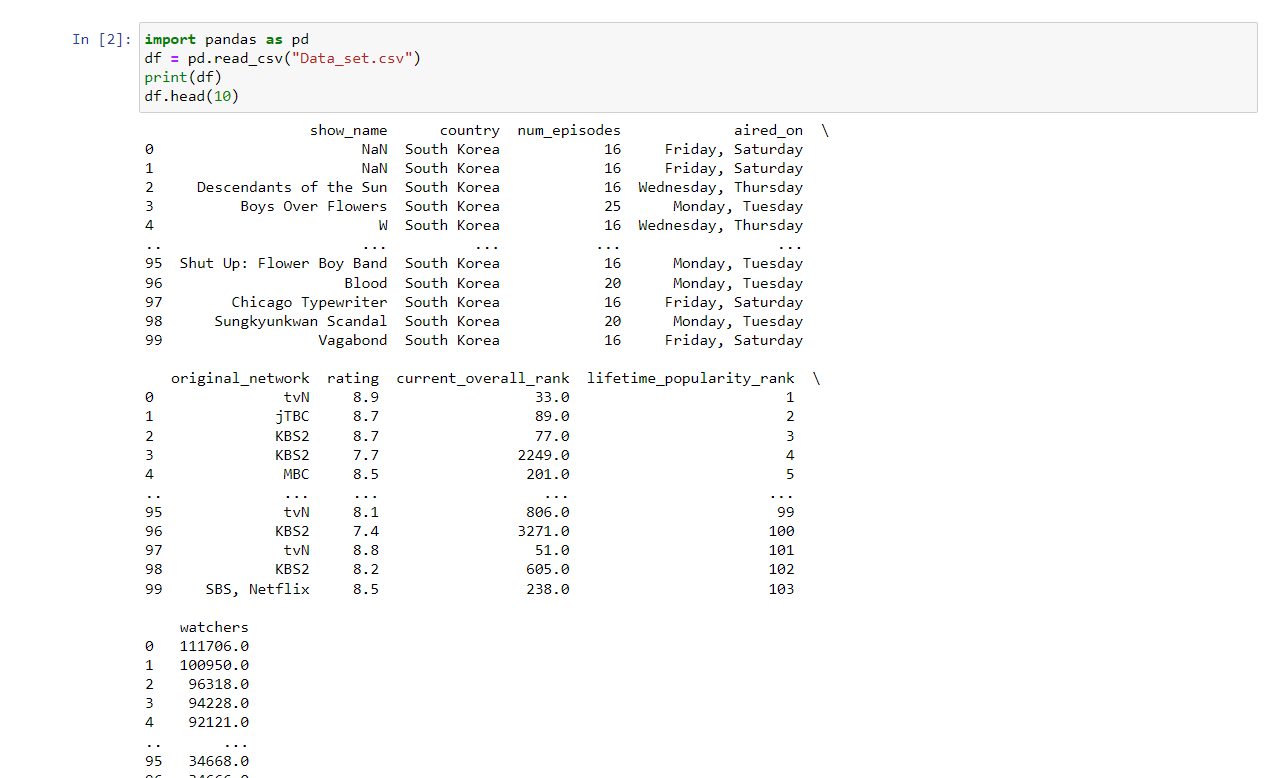 In [2]: import pandas as pd
df = pd.read_csv("Data_set.csv")
print(df)
df.head(10)
show_name country num_episodes aired_on \
0 NaN South Korea 16 Friday, Saturday
1 NaN South Korea 16 Friday, Saturday
2 Descendants of the Sun South Korea 16 Wednesday, Thursday
3 Boys Over Flowers South Korea 25 Monday, Tuesday
4 W South Korea 16 Wednesday, Thursday
.. ... ... ... ...
95 Shut Up: Flower Boy Band South Korea 16 Monday, Tuesday
96 Blood South Korea 20 Monday, Tuesday
97 Chicago Typewriter South Korea 16 Friday, Saturday
98 Sungkyunkwan Scandal South Korea 20 Monday, Tuesday
99 Vagabond South Korea 16 Friday, Saturday
original_network rating current_overall_rank lifetime_popularity_rank \
0 tvN 8.9 33.0 1
1 jTBC 8.7 89.0 2
2 KBS2 8.7 77.0 3
3 KBS2 7.7 2249.0 4
4 MBC 8.5 201.0 5
.. ... ... ... ...
95 tvN 8.1 806.0 99
96 KBS2 7.4 3271.0 100
97 tvN 8.8 51.0 101
98 KBS2 8.2 605.0 102
99 SBS, Netflix 8.5 238.0 103
watchers
0 111706.0
1 100950.0
2 96318.0
3 94228.0
4 92121.0
.. ...
95 34668.0